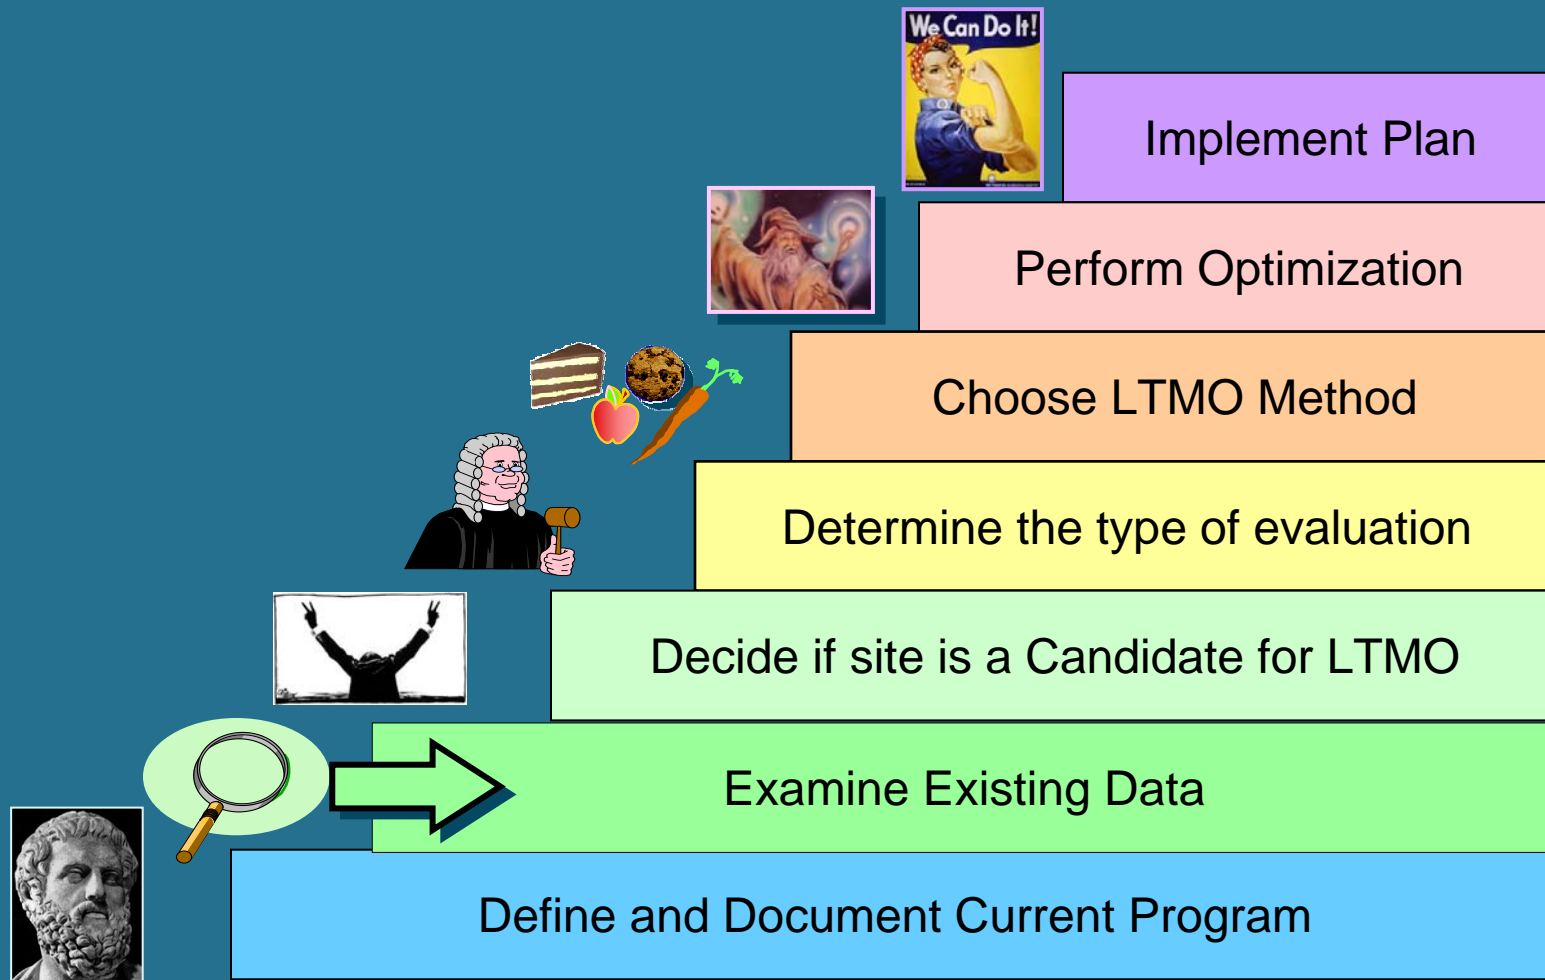 We Can Do It!
Implement Plan
Perform Optimization
Choose LTMO Method
Determine the type of evaluation
Decide if site is a Candidate for LTMO
Examine Existing Data
Define and Document Current Program